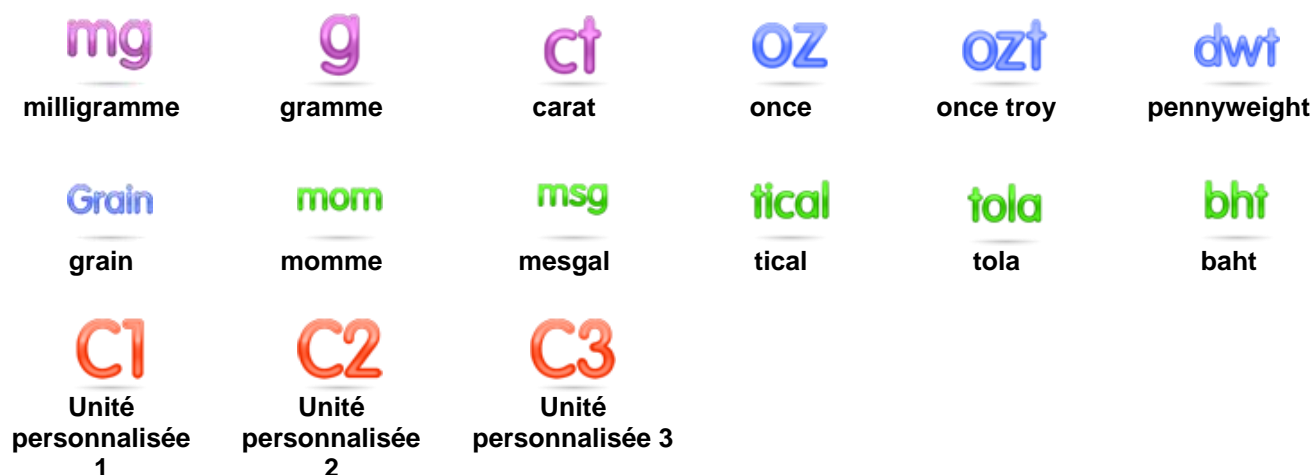 mg g ct oz ozt dwt
milligramme gramme carat once once troy pennyweight
Grain mom msg tical tola bht
grain momme mesgal tical tola baht
C1 C2 C3
Unité Unité Unité
personnalisée personnalisée personnalisée 3
1 2